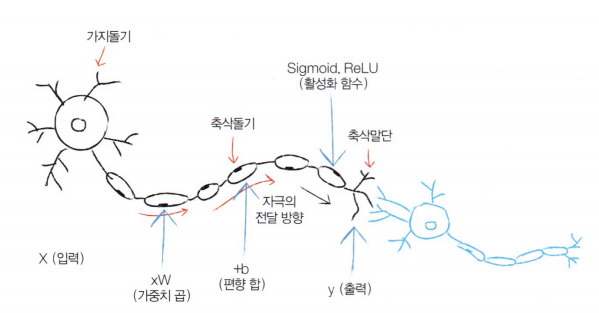 가지돌기
Sigmoid, ReLU
(활성화 함수)
축삭돌기
축삭말단
자극의
전달 방향
X (입력)
xW
(가중치 곱)
+b
(편향 합)
y (출력)